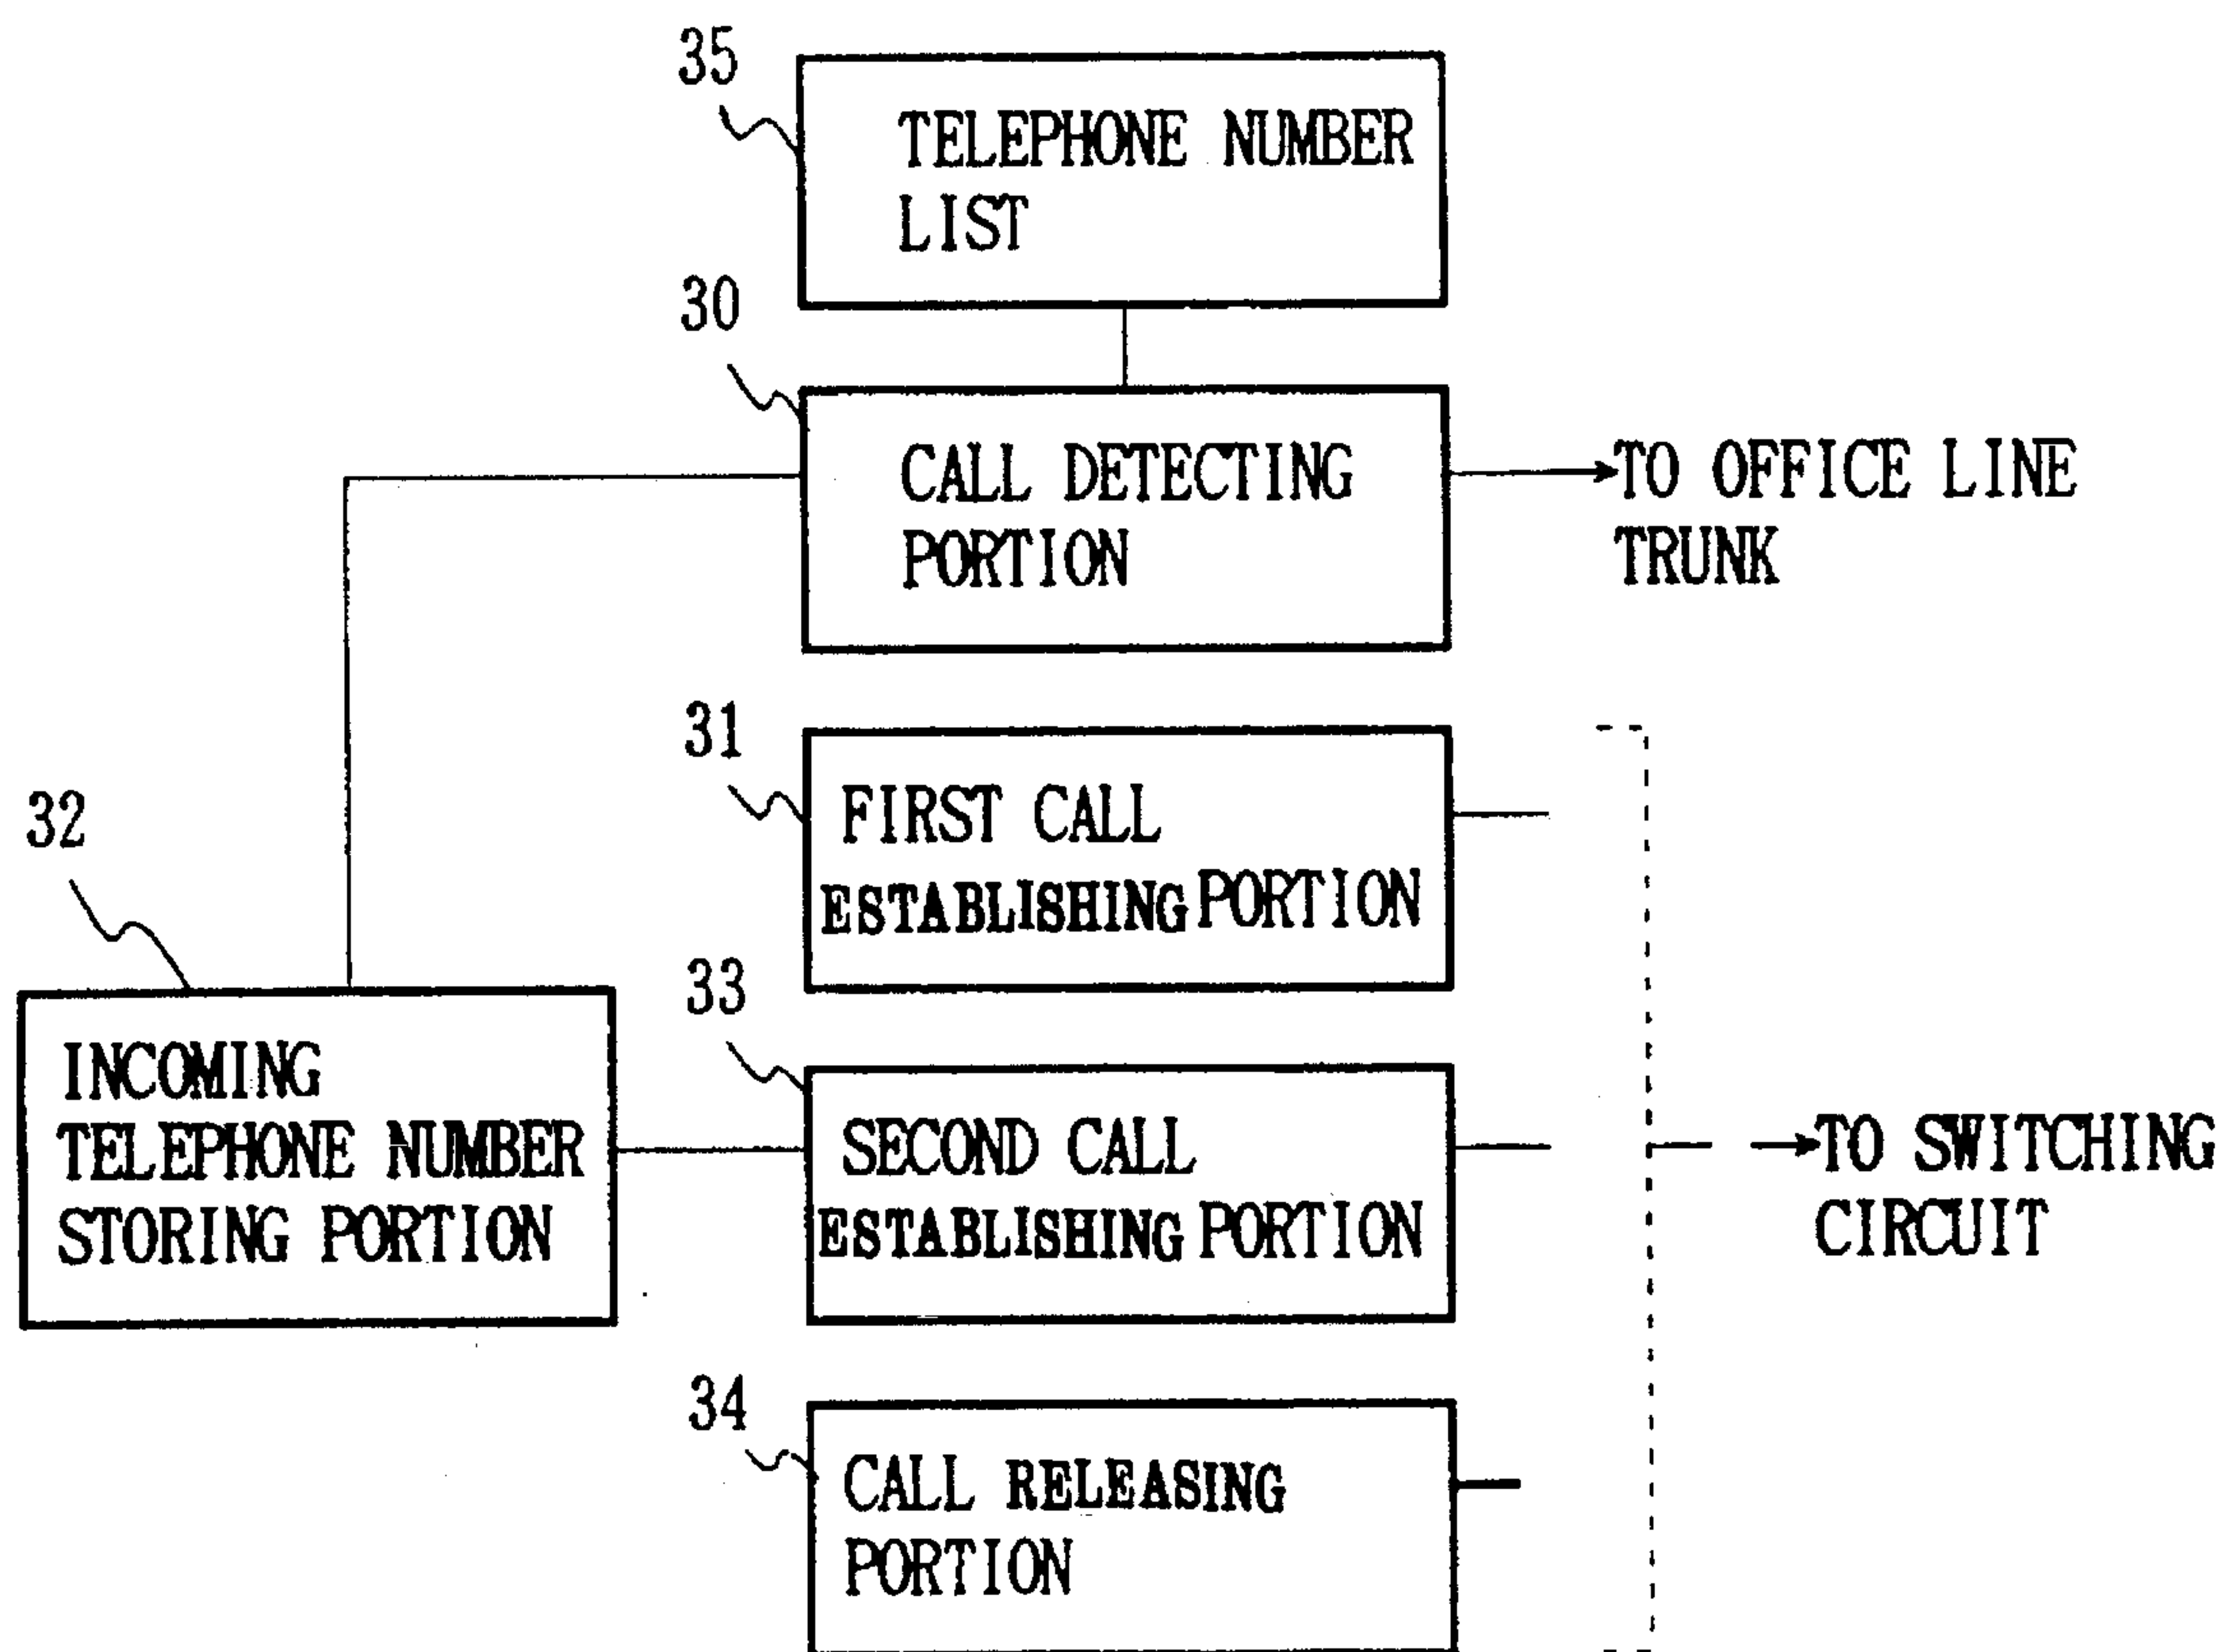 35
TELEPHONE NUMBER
LIST
30
CALL DETECTING
PORTION
TO OFFICE LINE
TRUNK
31
FIRST CALL
ESTABLISHING PORTION
32
INCOMING
TELEPHONE NUMBER
STORING PORTION
33
SECOND CALL
ESTABLISHING PORTION
TO SWITCHING
CIRCUIT
34
CALL RELEASING
PORTION